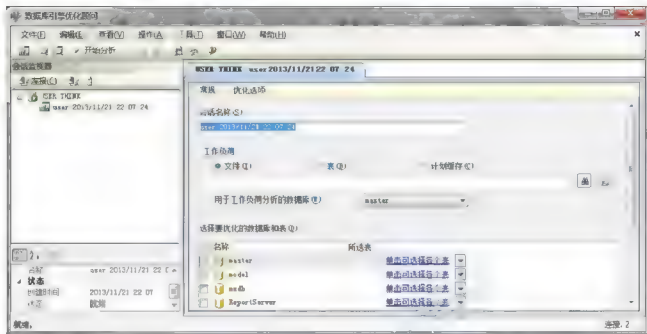 数据库引擎优化顾问
文件(F) 编辑(E) 查看(V) 操作(A) 工具(T) 窗口(W) 帮助(H)
开始分析
会话监视器
连接(C)
USER THINK
user 2013/11/21 22 07 24
USER THINK user 2013/11/21 22 07 24
常规 优化选项
会话名称(S)
user 2013/11/21 22 07 24
工作负荷
文件(I) 表(B) 计划缓存(C)
用于工作负荷分析的数据库(E) master
选择要优化的数据库和表(D)
名称 所选表
master 单击可选择各个表
model 单击可选择各个表
msdb 单击可选择各个表
ReportServer 单击可选择各个表
名称 user 2013/11/21 22 0
状态
创建时间 2013/11/21 22 07
状态 就绪
就绪。 连接. 2